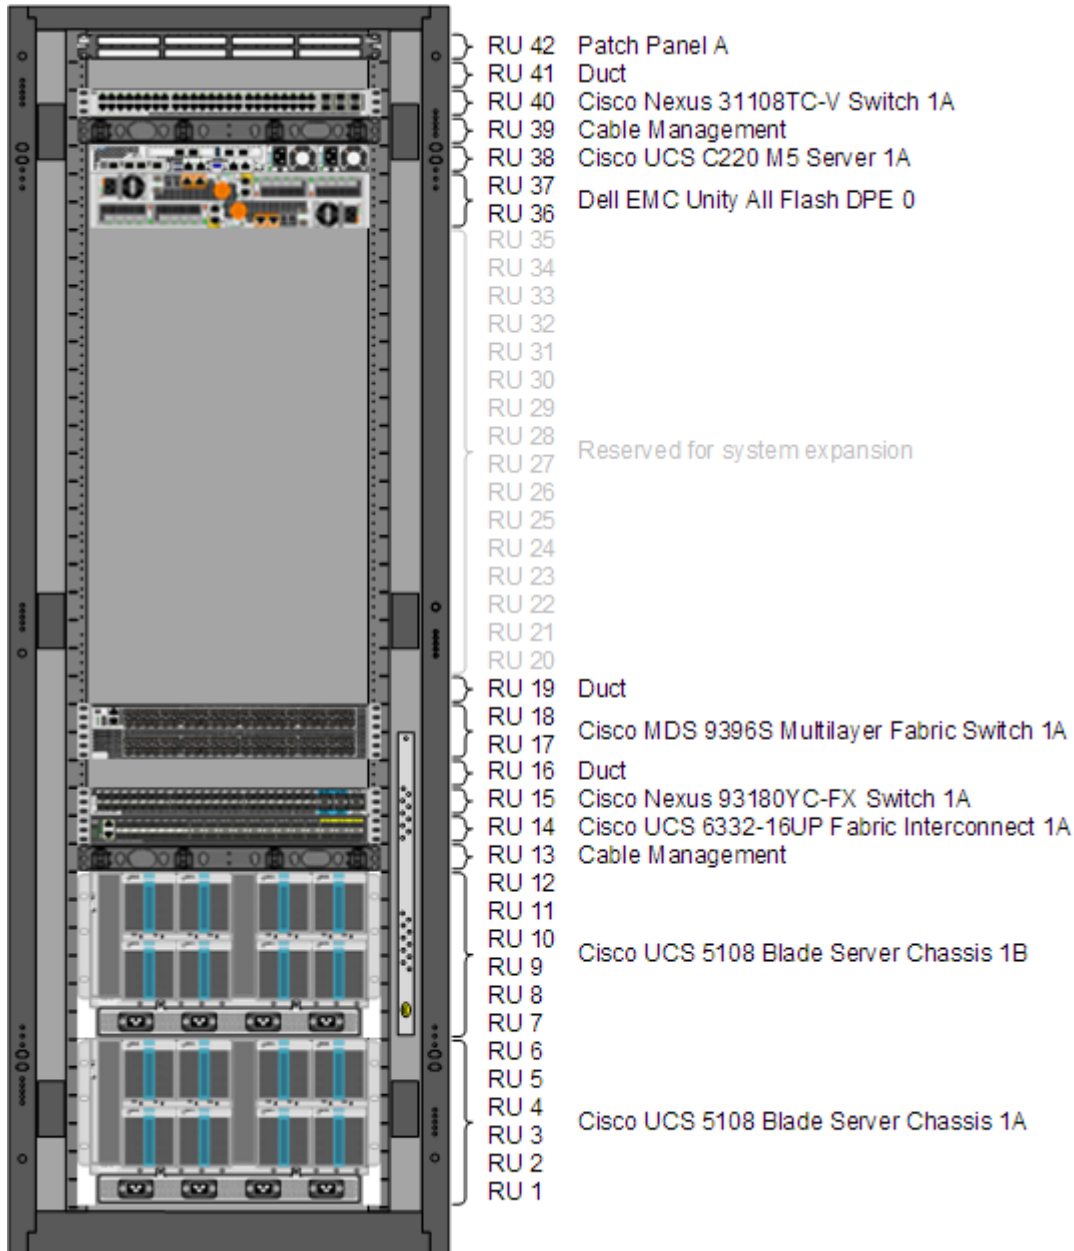 RU 42 Patch Panel A
RU 41 Duct
RU 40 Cisco Nexus 31108TC-V Switch 1A
RU 39 Cable Management
RU 38 Cisco UCS C220 M5 Server 1A
RU 37
Dell EMC Unity All Flash DPE 0
RU 36
RU 35
RU 34
RU 33
RU 32
RU 31
RU 30
RU 29
RU 28
Reserved for system expansion
RU 27
RU 26
RU 25
RU 24
RU 23
RU 22
RU 21
RU 20
RU 19 Duct
RU 18
Cisco MDS 9396S Multilayer Fabric Switch 1A
RU 17
RU 16 Duct
RU 15 Cisco Nexus 93180YC-FX Switch 1A
RU 14 Cisco UCS 6332-16UP Fabric Interconnect 1A
RU 13 Cable Management
RU 12
RU 11
RU 10
Cisco UCS 5108 Blade Server Chassis 1B
RU 9
RU 8
RU 7
RU 6
RU 5
RU 4
Cisco UCS 5108 Blade Server Chassis 1A
RU 3
RU 2
RU 1